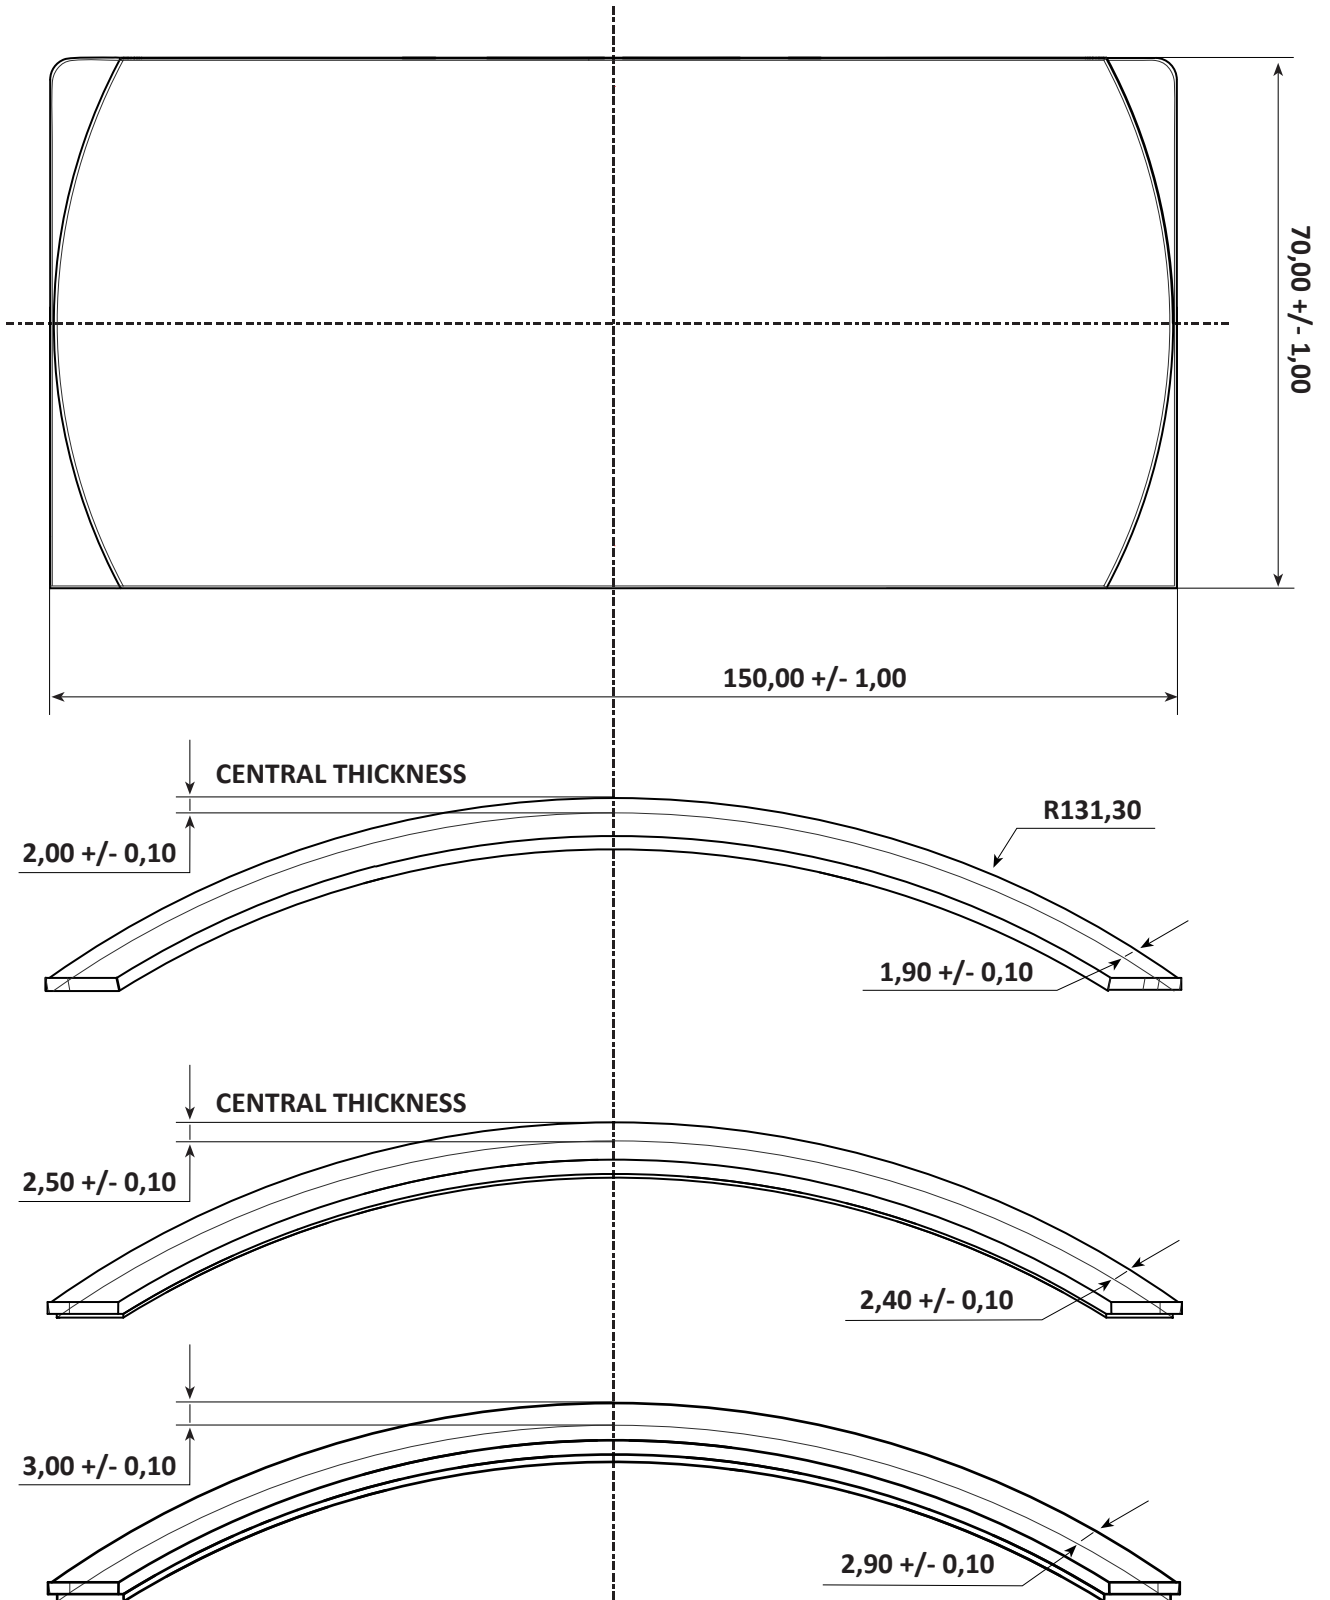 70,00 +/- 1,00
150,00 +/- 1,00
CENTRAL THICKNESS
R131,30
2,00 +/- 0,10
1,90 +/- 0,10
CENTRAL THICKNESS
2,50 +/- 0,10
2,40 +/- 0,10
3,00 +/- 0,10
2,90 +/- 0,10